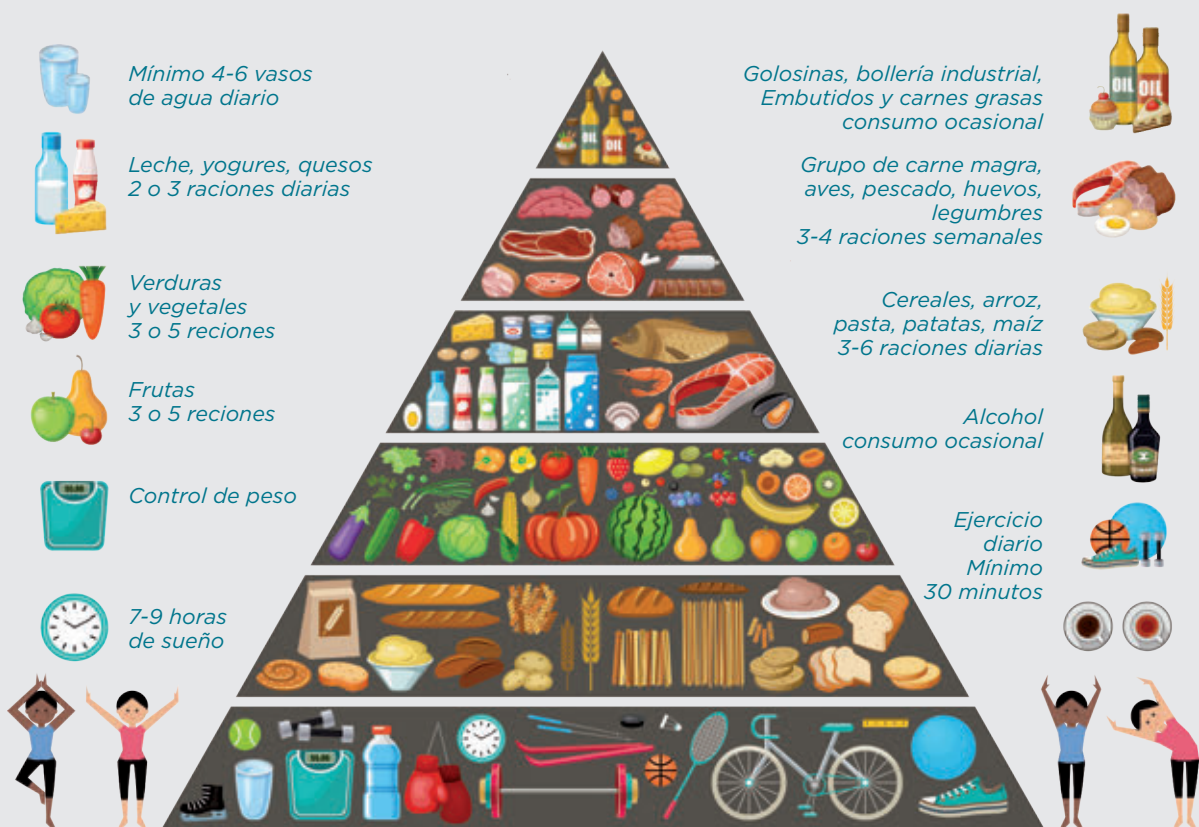 Mínimo 4-6 vasos
de agua diario
Leche, yogures, quesos
2 o 3 raciones diarias
Verduras
y vegetales
3 o 5 reciones
Frutas
3 o 5 reciones
Control de peso
7-9 horas
de sueño
Golosinas, bollería industrial,
Embutidos y carnes grasas
consumo ocasional
Grupo de carne magra,
aves, pescado, huevos,
legumbres
3-4 raciones semanales
Cereales, arroz,
pasta, patatas, maíz
3-6 raciones diarias
Alcohol
consumo ocasional
Ejercicio
diario
Mínimo
30 minutos
OIL
OIL
OIL
OIL